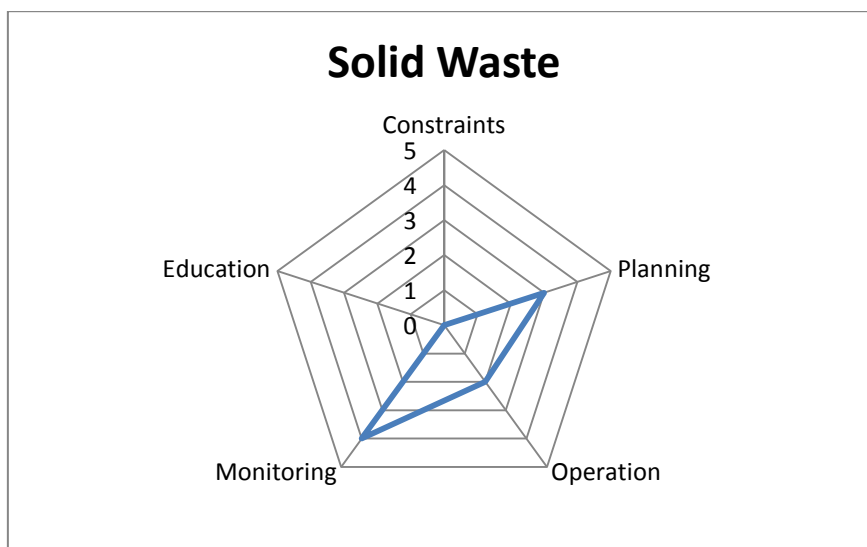 Solid Waste
Constraints
5
4
3
2
1
0
Education
Planning
Monitoring
Operation